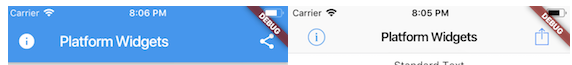 Carrier 8:06 PM
DEBUG
Platform Widgets
Carrier 8:05 PM
DEBUG
Platform Widgets
Standard Text